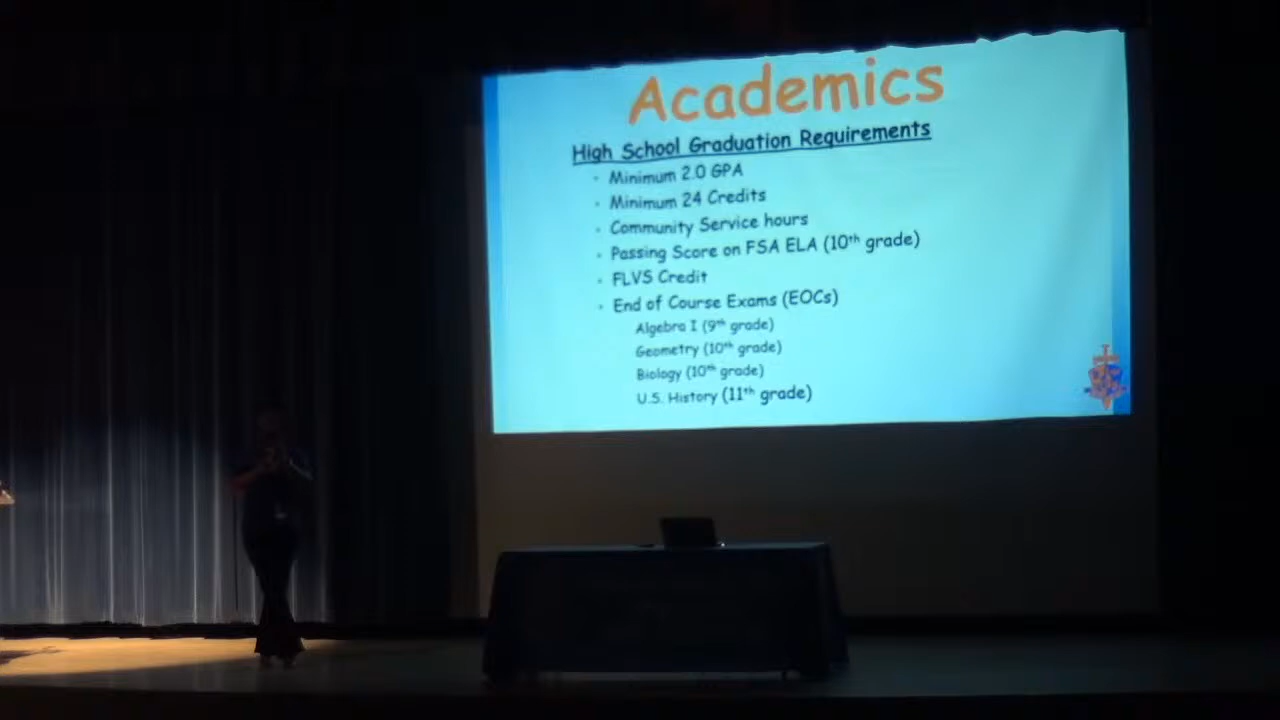 Academics
High School Graduation Requirements
• Minimum 2.0 GPA
• Minimum 24 Credits
• Community Service hours
• Passing Score on FSA ELA (10th grade)
• FLVS Credit
• End of Course Exams (EOCs)
Algebra I (9th grade)
Geometry (10th grade)
Biology (10th grade)
U.S. History (11th grade)